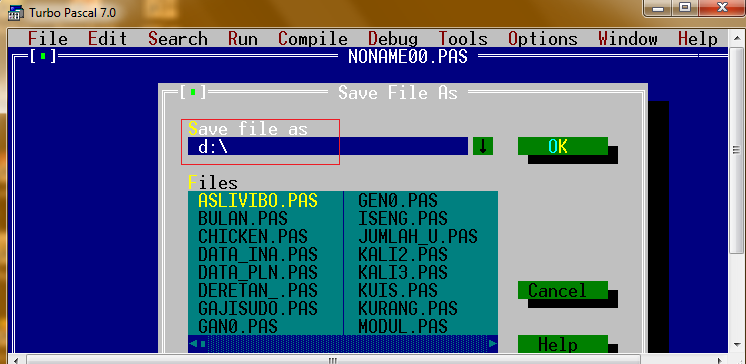 Turbo Pascal 7.0
File Edit Search Run Compile Debug Tools Options Window Help
[ ] NONAME00.PAS
[ ] Save File As
Save file as
d:\ ↓ OK
Files
ASLIVIBO.PAS GEN0.PAS
BULAN.PAS ISENG.PAS
CHICKEN.PAS JUMLAH_U.PAS
DATA_INA.PAS KALI2.PAS
DATA_PLN.PAS KALI3.PAS
DERETAN_.PAS KUIS.PAS Cancel
GAJISUDO.PAS KURANG.PAS
GAN0.PAS MODUL.PAS
Help